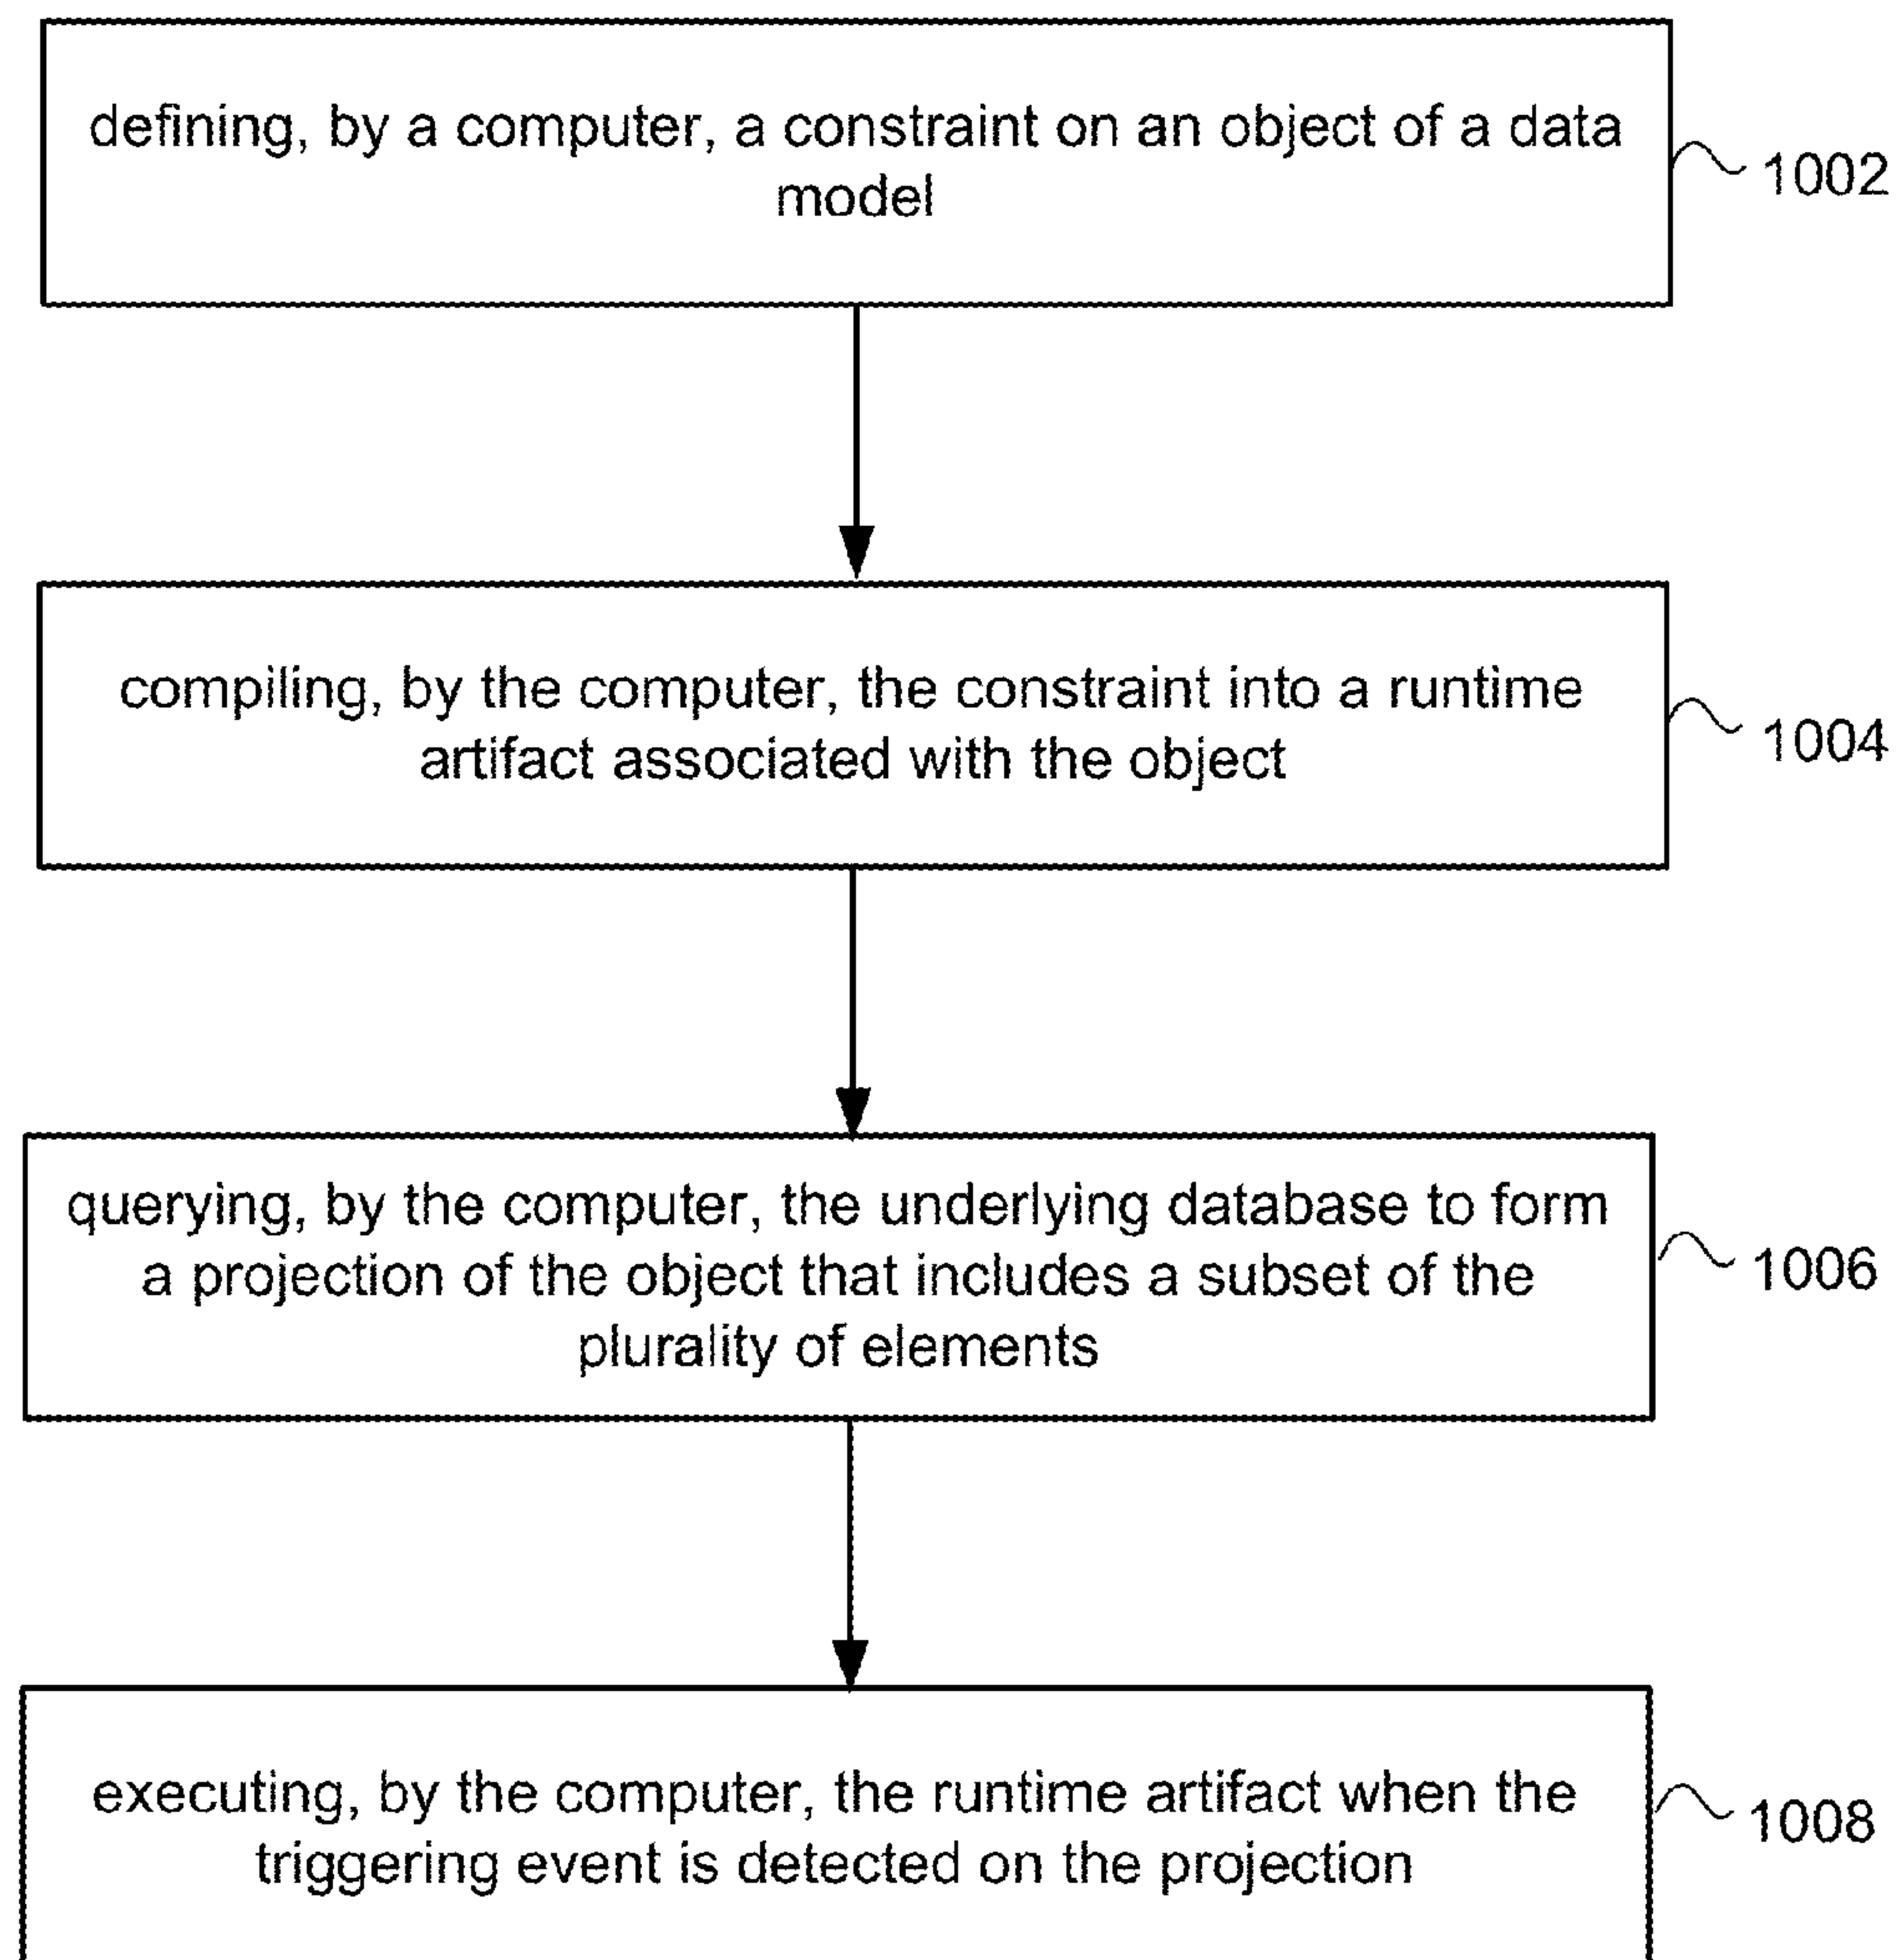 defining, by a computer, a constraint on an object of a data
model
1002
compiling, by the computer, the constraint into a runtime
artifact associated with the object
1004
querying, by the computer, the underlying database to form
a projection of the object that includes a subset of the
plurality of elements
1006
executing, by the computer, the runtime artifact when the
triggering event is detected on the projection
1008